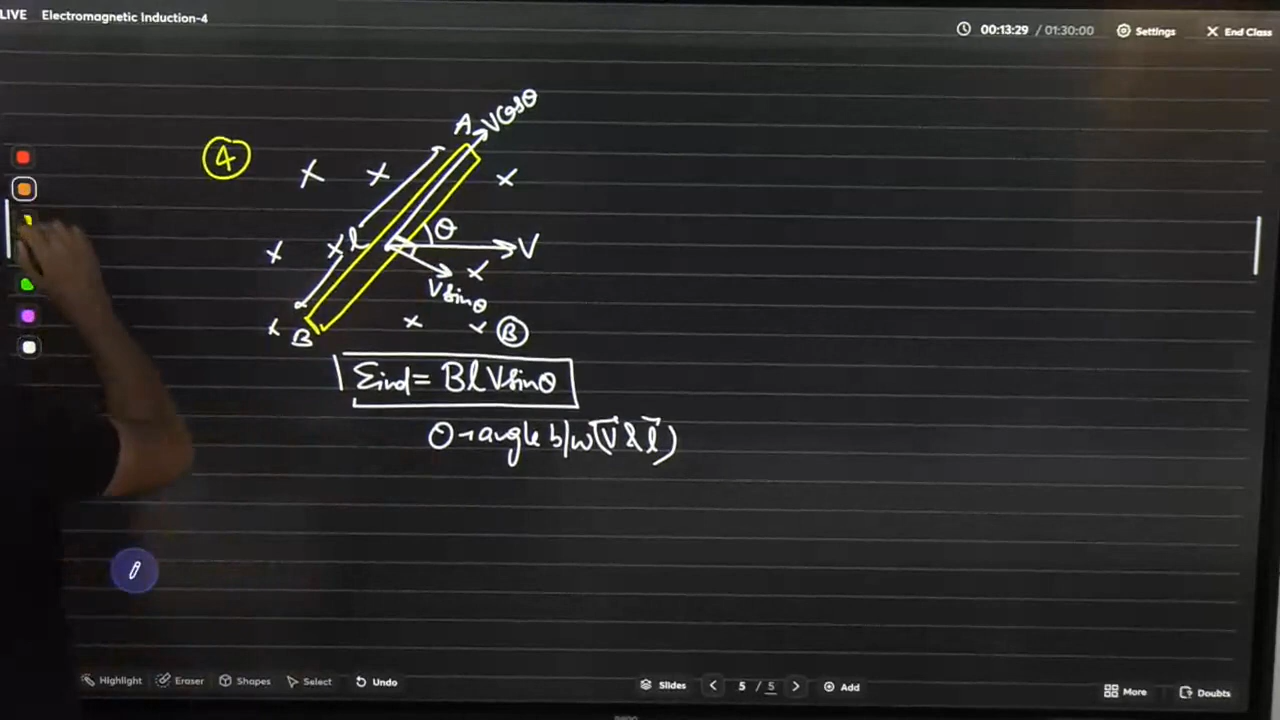 LIVE Electromagnetic Induction-4
00:13:29 / 01:30:00 Settings End Class
4
A Vcosθ
l θ V
Vsinθ
B B
Ɛind = BlVsinθ
θ → angle b/w (V⃗ & l⃗)
Highlight Eraser Shapes Select Undo Slides 5 / 5 Add More Doubts